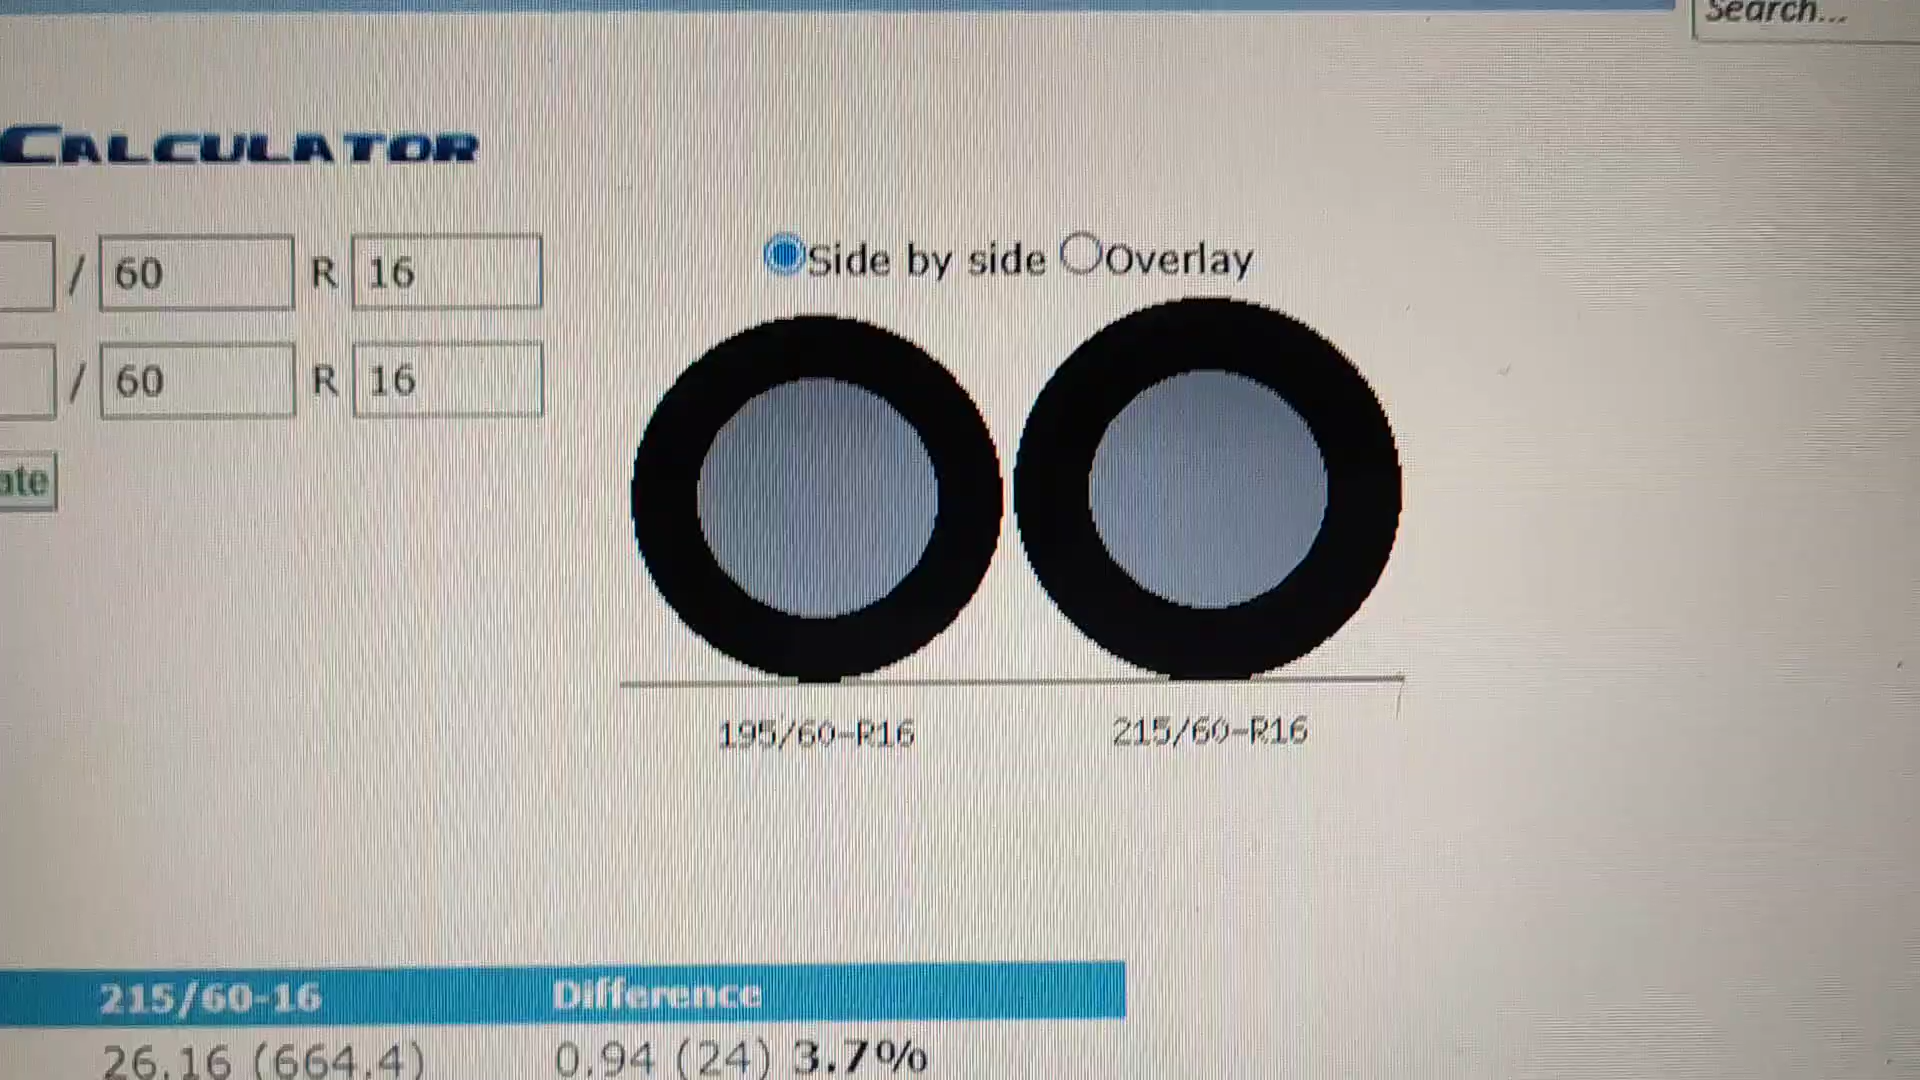 Search...
CALCULATOR
/ 60 R 16
/ 60 R 16
ate
Side by side Overlay
195/60-R16 215/60-R16
215/60-16 Difference
26.16 (664.4) 0.94 (24) 3.7%